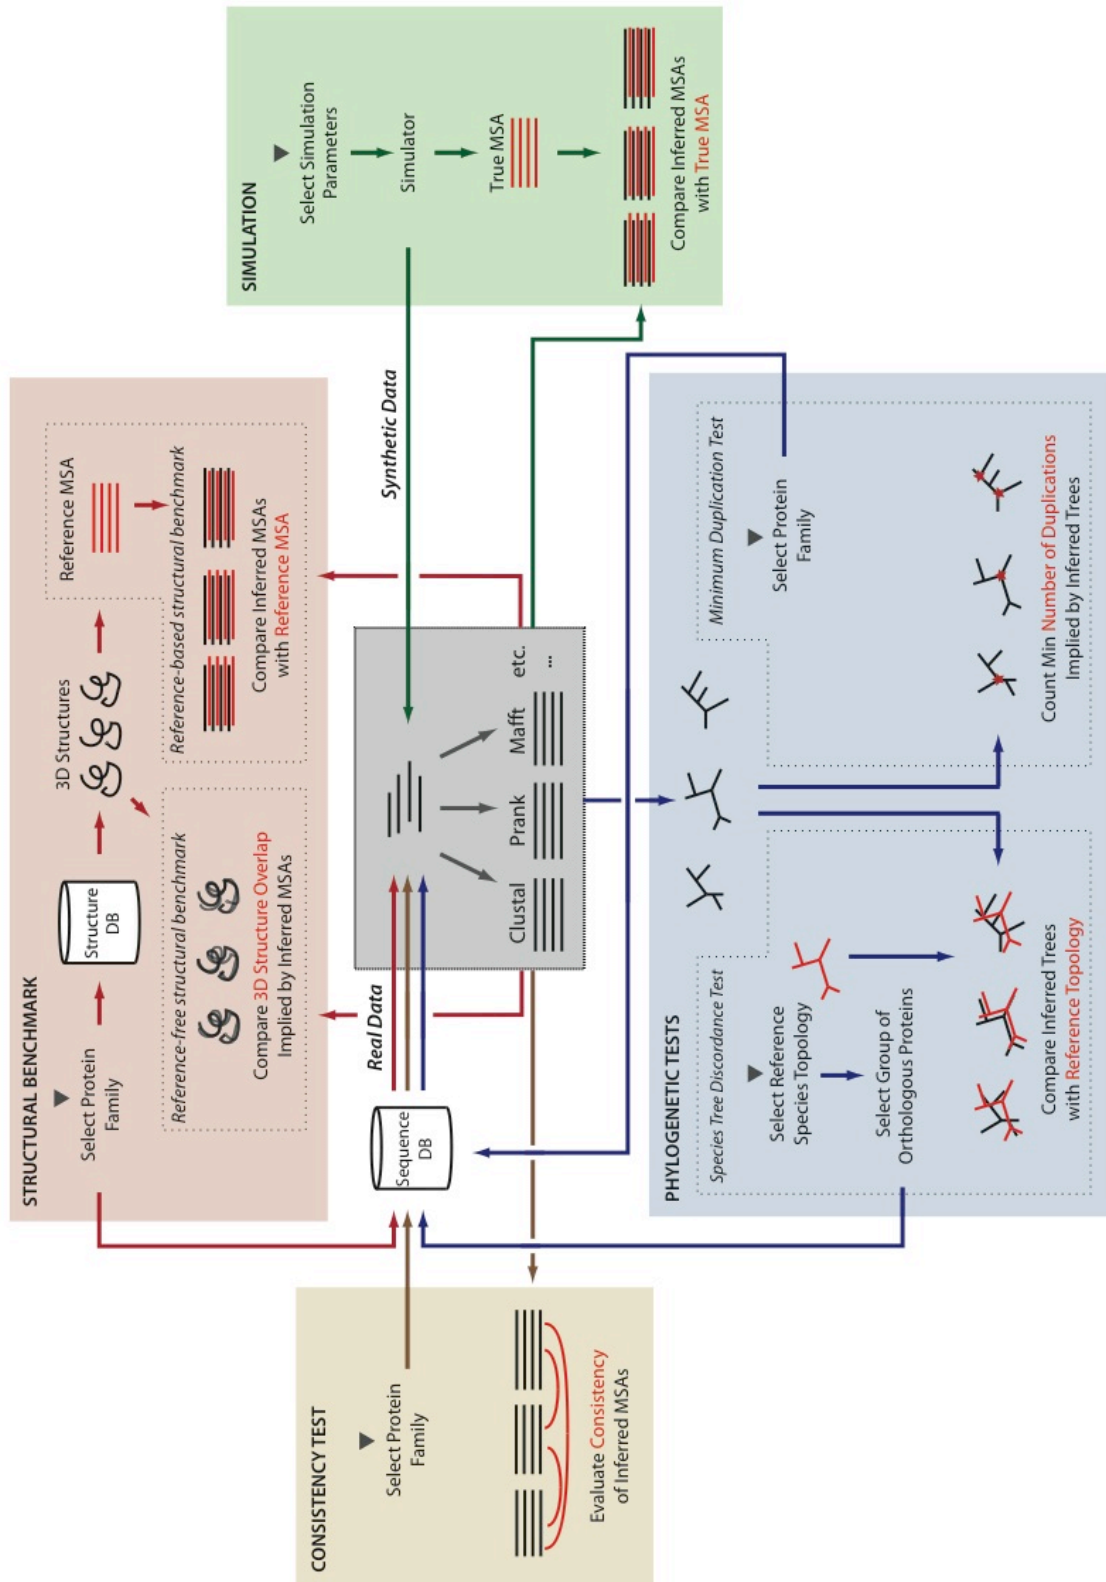 STRUCTURAL BENCHMARK
Select Protein
Family
Structure
DB
3D Structures
Reference MSA
Reference-free structural benchmark
Compare 3D Structure Overlap
Implied by Inferred MSAs
Reference-based structural benchmark
Compare Inferred MSAs
with Reference MSA
CONSISTENCY TEST
Select Protein
Family
Evaluate Consistency
of Inferred MSAs
Sequence
DB
Real Data
Clustal
Prank
Mafft
etc.
...
Synthetic Data
SIMULATION
Select Simulation
Parameters
Simulator
True MSA
Compare Inferred MSAs
with True MSA
PHYLOGENETIC TESTS
Species Tree Discordance Test
Select Reference
Species Topology
Select Group of
Orthologous Proteins
Compare Inferred Trees
with Reference Topology
Minimum Duplication Test
Select Protein
Family
Count Min Number of Duplications
Implied by Inferred Trees